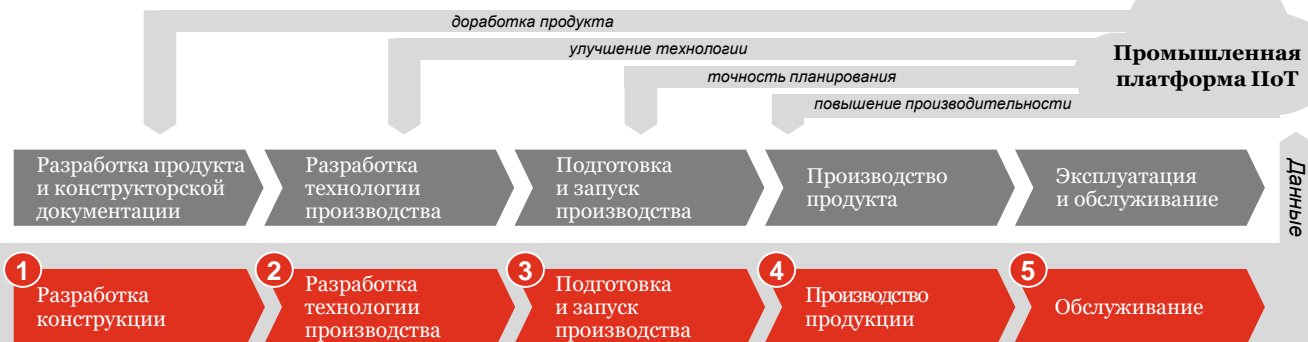 доработка продукта
улучшение технологии
точность планирования
повышение производительности
Промышленная
платформа IIoT
Разработка продукта
и конструкторской
документации
Разработка
технологии
производства
Подготовка
и запуск
производства
Производство
продукта
Эксплуатация
и обслуживание
Данные
1
Разработка
конструкции
2
Разработка
технологии
производства
3
Подготовка
и запуск
производства
4
Производство
продукции
5
Обслуживание